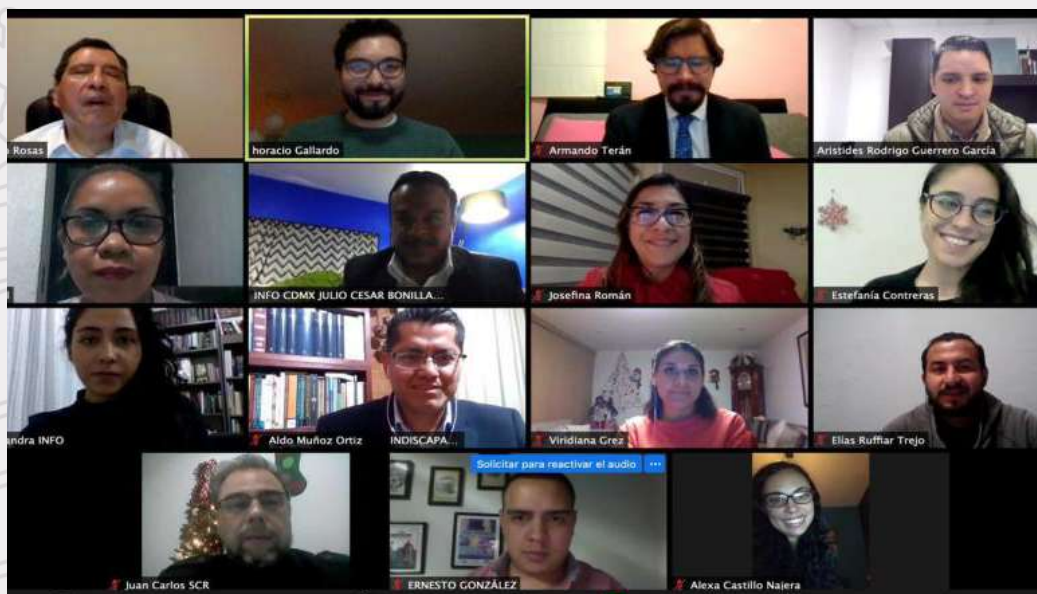 Rosas
horacio Gallardo
Armando Terán
Aristides Rodrigo Guerrero García
INFO CDMX JULIO CESAR BONILLA...
Josefina Román
Estefanía Contreras
andra INFO
Aldo Muñoz Ortiz INDISCAPA...
Viridiana Grez
Elías Ruffiar Trejo
Solicitar para reactivar el audio ...
Juan Carlos SCR
ERNESTO GONZÁLEZ
Alexa Castillo Najera